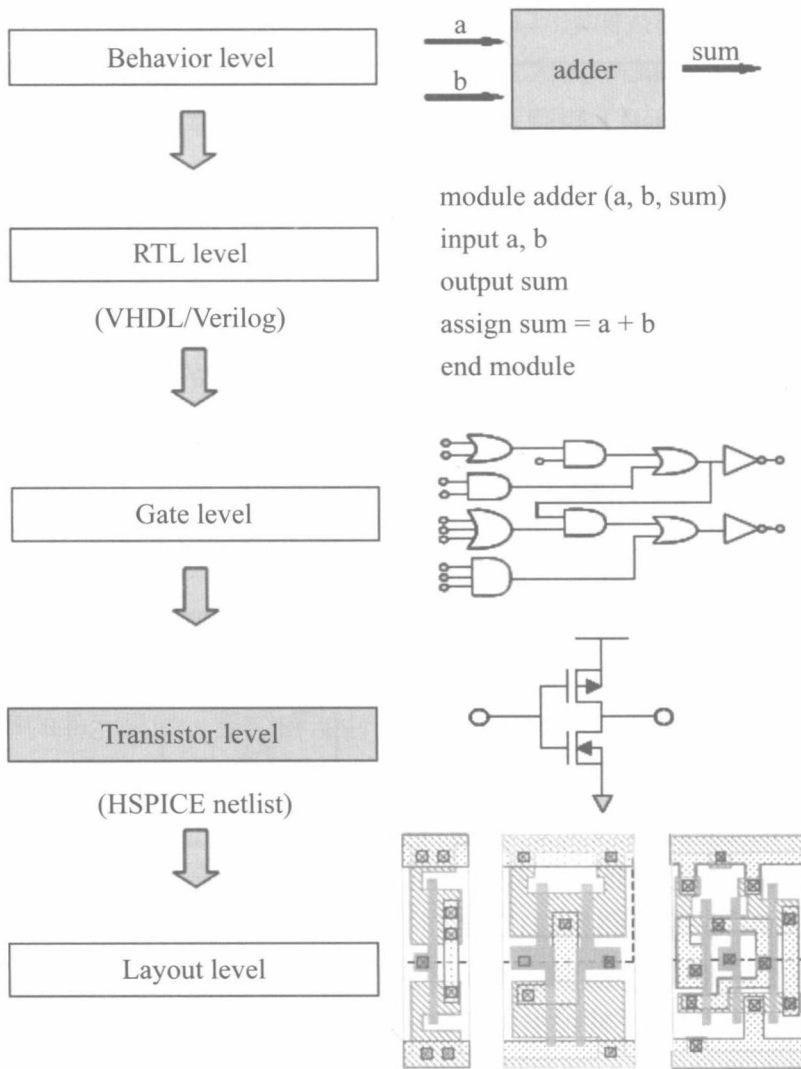 Behavior level
a
b
adder
sum
RTL level
(VHDL/Verilog)
module adder (a, b, sum)
input a, b
output sum
assign sum = a + b
end module
Gate level
Transistor level
(HSPICE netlist)
Layout level